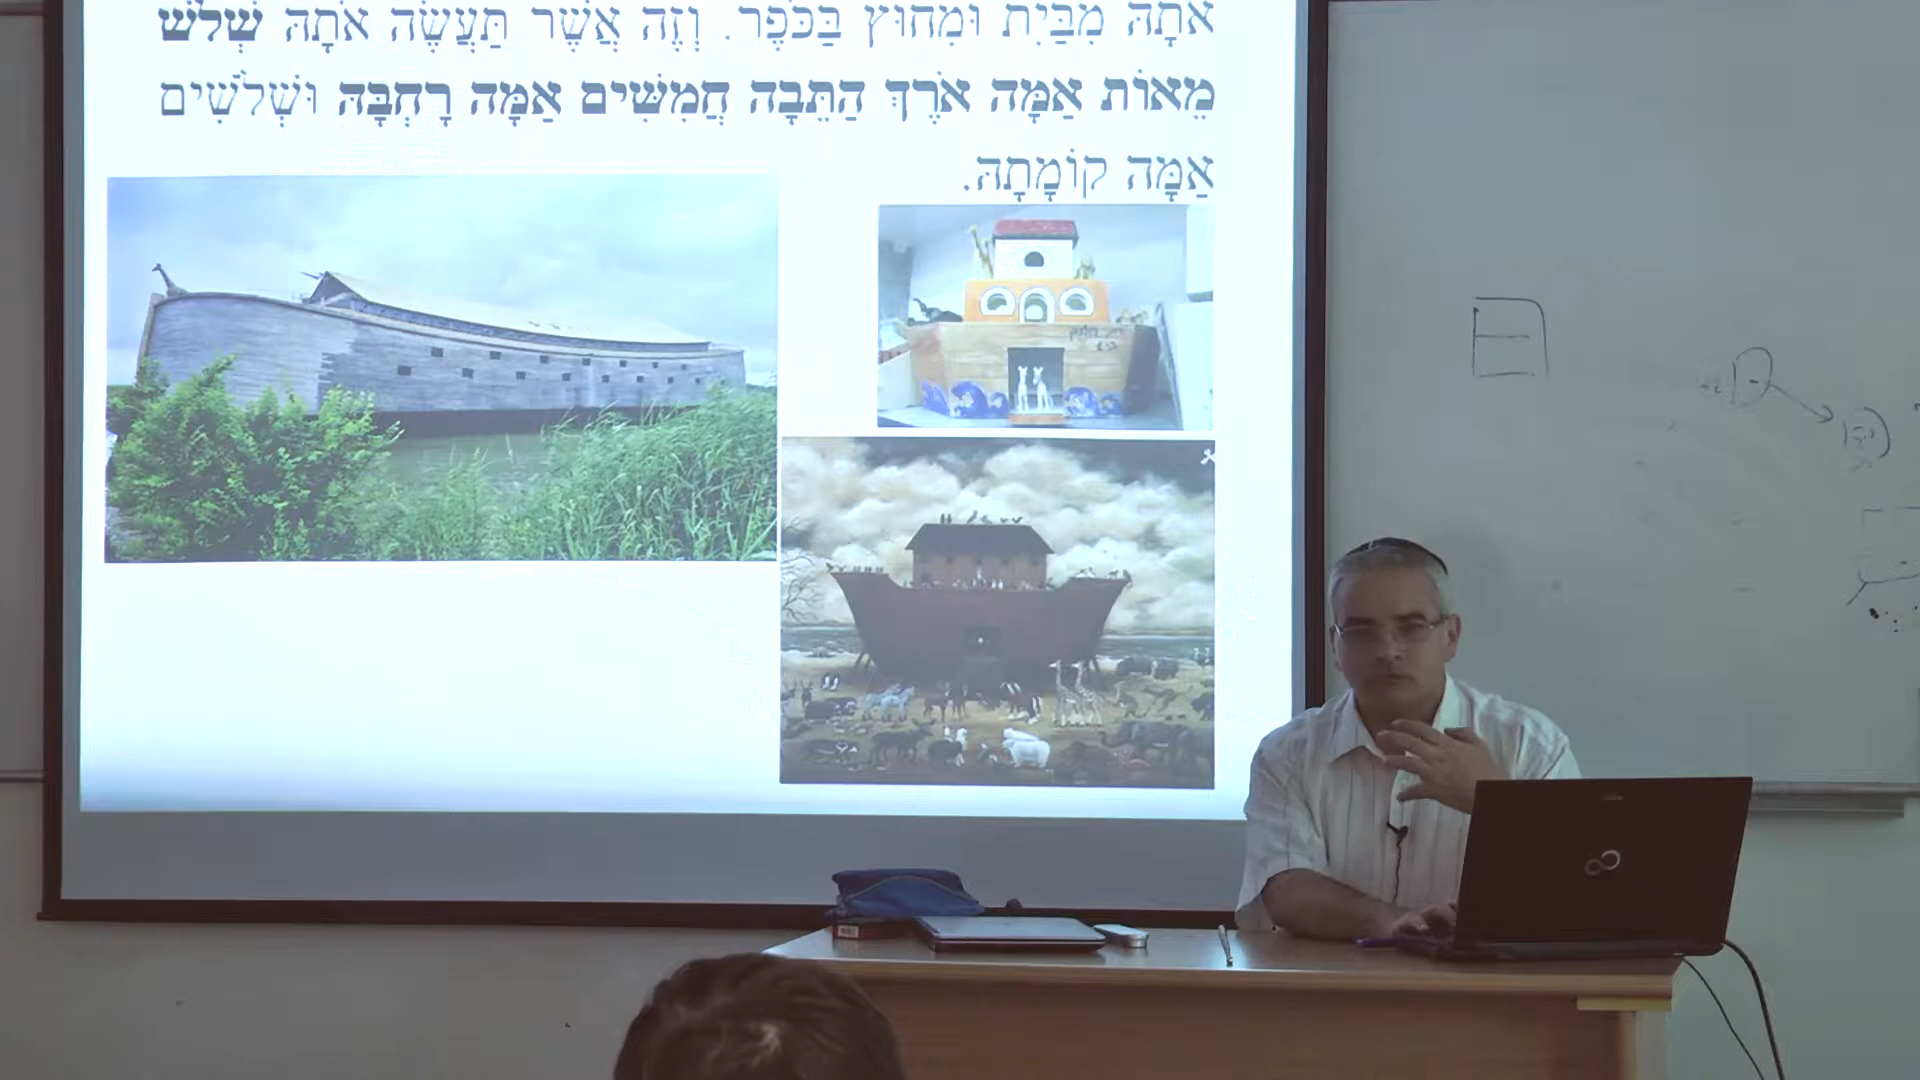 אֹתָהּ מִבַּיִת וּמִחוּץ בַּכֹּפֶר. וְזֶה אֲשֶׁר תַּעֲשֶׂה אֹתָהּ שְׁלֹשׁ
מֵאוֹת אַמָּה אֹרֶךְ הַתֵּבָה חֲמִשִּׁים אַמָּה רָחְבָּהּ וּשְׁלֹשִׁים
אַמָּה קוֹמָתָהּ.